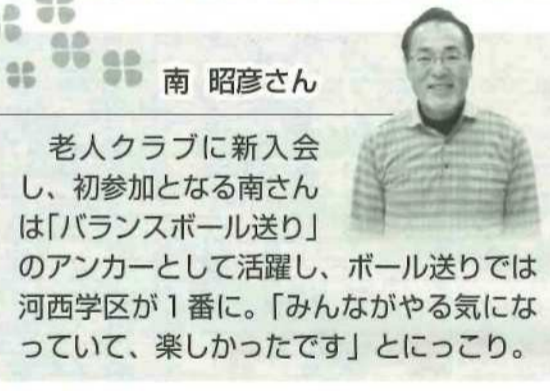 南 昭彦さん
老人クラブに新入会
し、初参加となる南さん
は「バランスボール送り」
のアンカーとして活躍し、ボール送りでは
河西学区が1番に。「みんながやる気にな
っていて、楽しかったです」とにっこり。